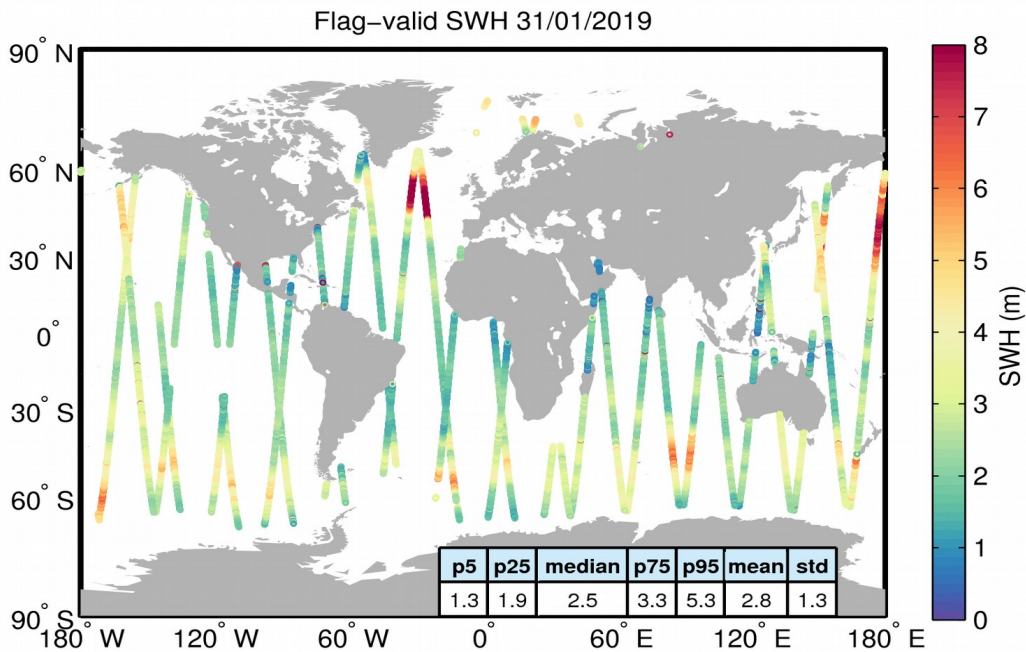 Flag−valid SWH 31/01/2019
90° N
60° N
30° N
0°
30° S
60° S
90° S
180° W
120° W
60° W
0°
60° E
120° E
180° E
p5 p25 median p75 p95 mean std
1.3 1.9 2.5 3.3 5.3 2.8 1.3
8
7
6
5
4
3
2
1
0
SWH (m)